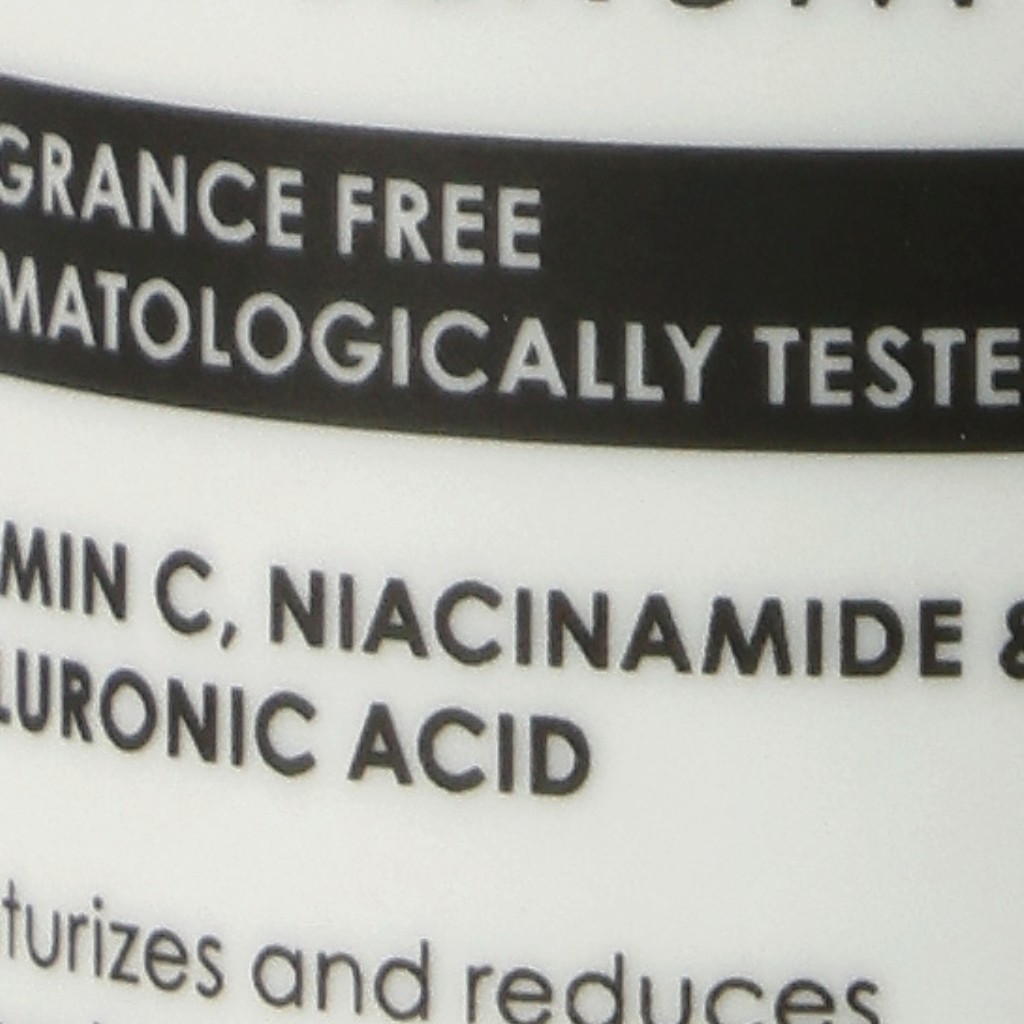 GRANCE FREE
MATOLOGICALLY TESTE
MIN C, NIACINAMIDE &
LURONIC ACID
turizes and reduces